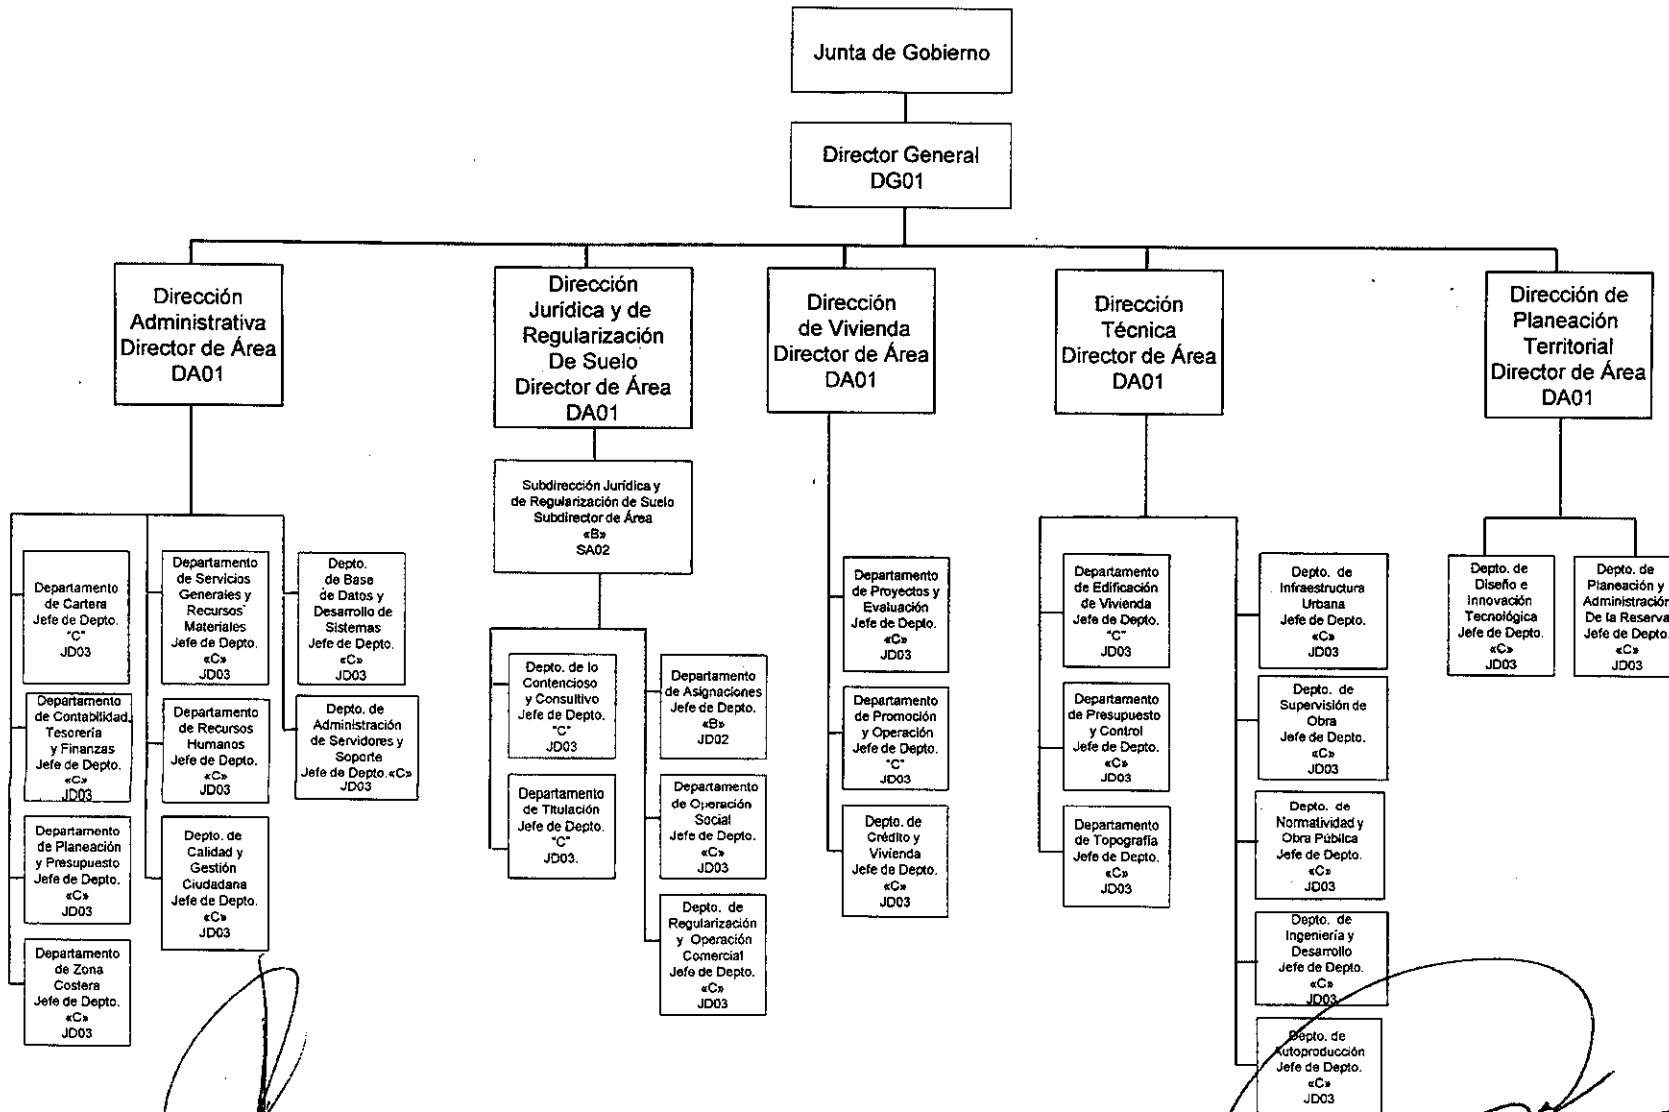 Junta de Gobierno
Director General
DG01
Dirección
Administrativa
Director de Área
DA01
Dirección
Jurídica y de
Regularización
De Suelo
Director de Área
DA01
Dirección
de Vivienda
Director de Área
DA01
Dirección
Técnica
Director de Área
DA01
Dirección de
Planeación
Territorial
Director de Área
DA01
Subdirección Jurídica y
de Regularización de Suelo
Subdirector de Área
«B»
SA02
Departamento
de Cartera
Jefe de Depto.
"C"
JD03
Departamento
de Contabilidad,
Tesorería
y Finanzas
Jefe de Depto.
«C»
JD03
Departamento
de Planeación
y Presupuesto
Jefe de Depto.
«C»
JD03
Departamento
de Zona
Costera
Jefe de Depto.
«C»
JD03
Departamento
de Servicios
Generales y
Recursos
Materiales
Jefe de Depto.
«C»
JD03
Departamento
de Recursos
Humanos
Jefe de Depto.
«C»
JD03
Depto. de
Calidad y
Gestión
Ciudadana
Jefe de Depto.
«C»
JD03
Depto.
de Base
de Datos y
Desarrollo de
Sistemas
Jefe de Depto.
«C»
JD03
Depto. de
Administración
de Servidores y
Soporte
Jefe de Depto.«C»
JD03
Depto. de lo
Contencioso
y Consultivo
Jefe de Depto.
"C"
JD03
Departamento
de Titulación
Jefe de Depto.
"C"
JD03.
Departamento
de Asignaciones
Jefe de Depto.
«B»
JD02
Departamento
de Operación
Social
Jefe de Depto.
«C»
JD03
Depto. de
Regularización
y Operación
Comercial
Jefe de Depto.
«C»
JD03
Departamento
de Proyectos y
Evaluación
Jefe de Depto.
«C»
JD03
Departamento
de Promoción
y Operación
Jefe de Depto.
"C"
JD03
Depto. de
Crédito y
Vivienda
Jefe de Depto.
«C»
JD03
Departamento
de Edificación
de Vivienda
Jefe de Depto.
"C"
JD03
Departamento
de Presupuesto
y Control
Jefe de Depto.
«C»
JD03
Departamento
de Topografía
Jefe de Depto.
«C»
JD03
Depto. de
Infraestructura
Urbana
Jefe de Depto.
«C»
JD03
Depto. de
Supervisión de
Obra
Jefe de Depto.
«C»
JD03
Depto. de
Normatividad y
Obra Pública
Jefe de Depto.
«C»
JD03
Depto. de
Ingeniería y
Desarrollo
Jefe de Depto.
«C»
JD03
Depto. de
Autoproducción
Jefe de Depto.
«C»
JD03
Depto. de
Diseño e
Innovación
Tecnológica
Jefe de Depto.
«C»
JD03
Depto. de
Planeación y
Administración
De la Reserva
Jefe de Depto.
«C»
JD03